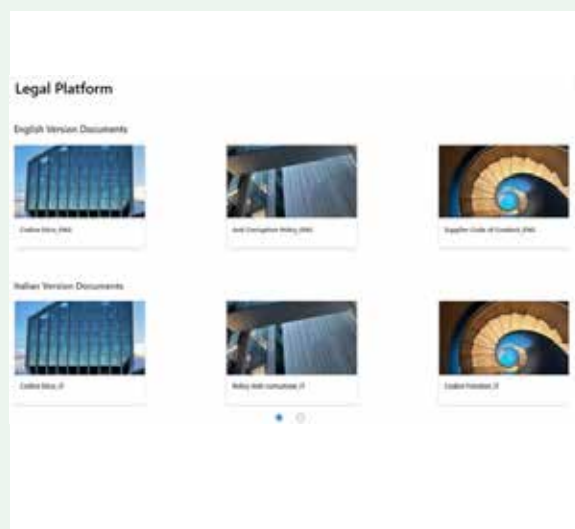 Legal Platform
English Version Documents
Codice Etico_ENG
Anti Corruption Policy_ENG
Supplier Code of Conduct_ENG
Italian Version Documents
Codice Etico_IT
Policy Anti corruzione_IT
Codice Fornitori_IT